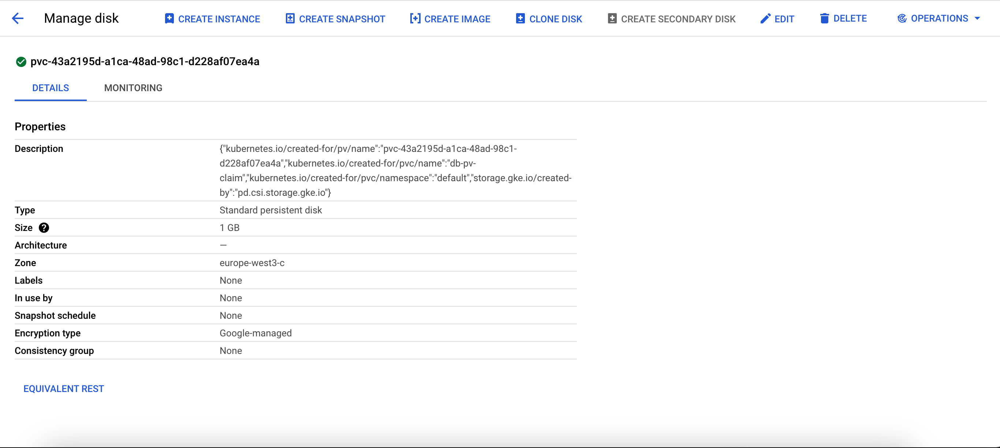 Manage disk CREATE INSTANCE CREATE SNAPSHOT CREATE IMAGE CLONE DISK CREATE SECONDARY DISK EDIT DELETE OPERATIONS
pvc-43a2195d-a1ca-48ad-98c1-d228af07ea4a
DETAILS MONITORING
Properties
Description {"kubernetes.io/created-for/pv/name":"pvc-43a2195d-a1ca-48ad-98c1-
d228af07ea4a","kubernetes.io/created-for/pvc/name":"db-pv-
claim","kubernetes.io/created-for/pvc/namespace":"default","storage.gke.io/created-
by":"pd.csi.storage.gke.io"}
Type Standard persistent disk
Size ? 1 GB
Architecture —
Zone europe-west3-c
Labels None
In use by None
Snapshot schedule None
Encryption type Google-managed
Consistency group None
EQUIVALENT REST